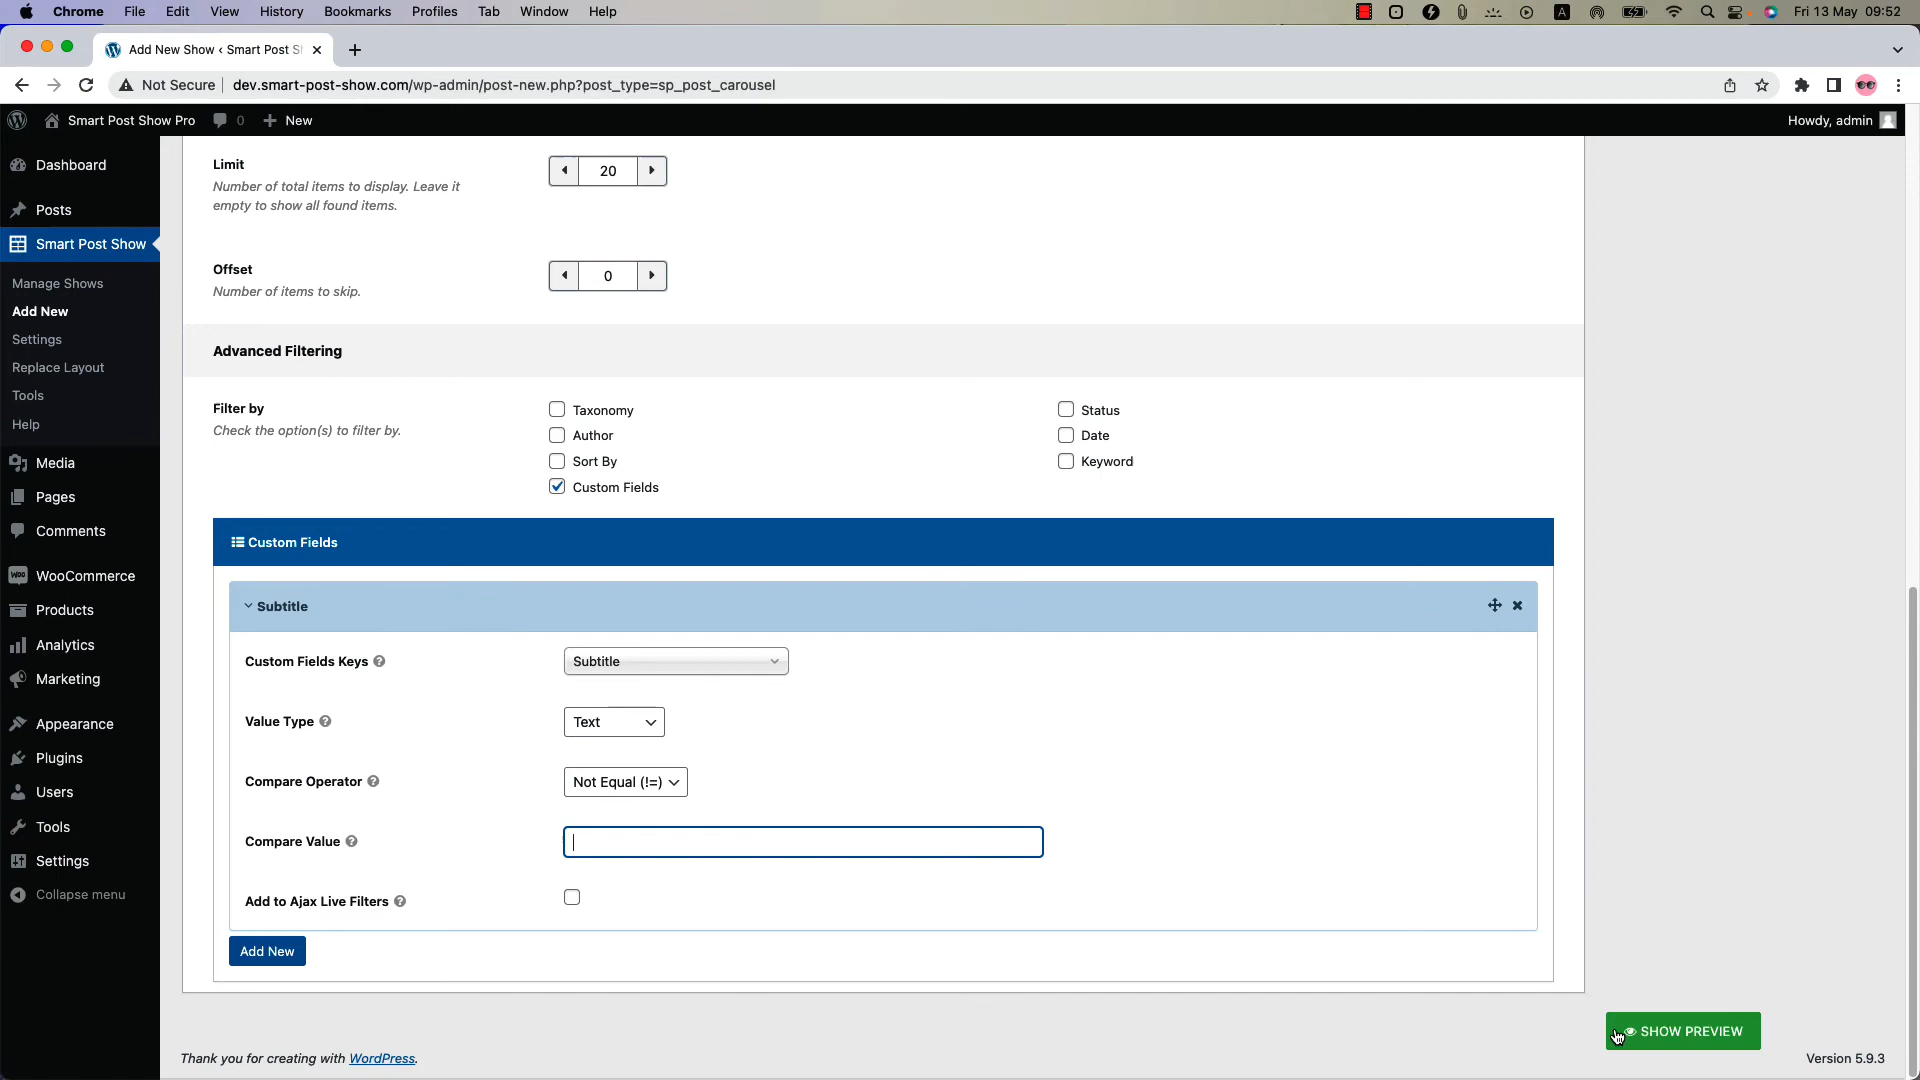 Chrome File Edit View History Bookmarks Profiles Tab Window Help A Fri 13 May 09:52
Add New Show ‹ Smart Post S
Not Secure dev.smart-post-show.com/wp-admin/post-new.php?post_type=sp_post_carousel
Smart Post Show Pro 0 New Howdy, admin
Dashboard
Posts
Smart Post Show
Manage Shows
Add New
Settings
Replace Layout
Tools
Help
Media
Pages
Comments
Woo WooCommerce
Products
Analytics
Marketing
Appearance
Plugins
Users
Tools
Settings
Collapse menu
Limit
Number of total items to display. Leave it
empty to show all found items.
20
Offset
Number of items to skip.
0
Advanced Filtering
Filter by
Check the option(s) to filter by.
Taxonomy
Author
Sort By
Custom Fields
Status
Date
Keyword
Custom Fields
Subtitle
Custom Fields Keys ? Subtitle
Value Type ? Text
Compare Operator ? Not Equal (!=)
Compare Value ?
Add to Ajax Live Filters ?
Add New
SHOW PREVIEW
Thank you for creating with WordPress. Version 5.9.3